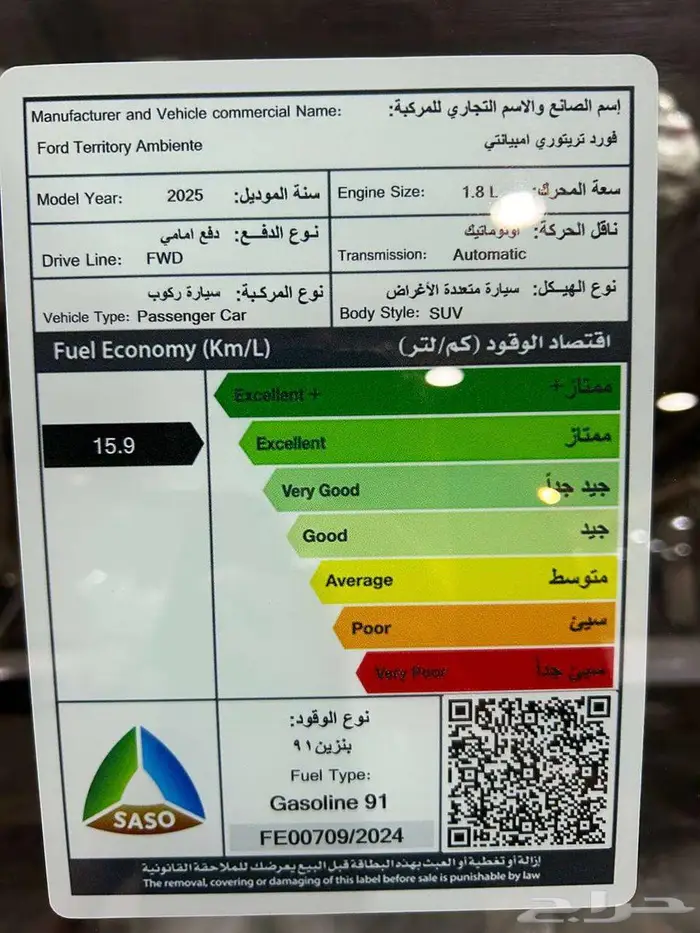 Manufacturer and Vehicle commercial Name: إسم الصانع والاسم التجاري للمركبة:
Ford Territory Ambiente فورد تريتوري امبيانتي
Model Year: 2025 سنة الموديل:
Engine Size: 1.8 L سعة المحرك:
نوع الدفع: دفع امامي
Drive Line: FWD
ناقل الحركة: اوتوماتيك
Transmission: Automatic
نوع المركبة: سيارة ركوب
Vehicle Type: Passenger Car
نوع الهيكل: سيارة متعددة الأغراض
Body Style: SUV
Fuel Economy (Km/L) اقتصاد الوقود (كم/لتر)
Excellent + ممتاز+
15.9
Excellent ممتاز
Very Good جيد جداً
Good جيد
Average متوسط
Poor سيئ
Very Poor سيئ جداً
SASO
نوع الوقود:
بنزين ٩١
Fuel Type:
Gasoline 91
FE00709/2024
إزالة أو تغطية أو العبث بهذه البطاقة قبل البيع يعرضك للملاحقة القانونية
The removal, covering or damaging of this label before sale is punishable by law
حراج